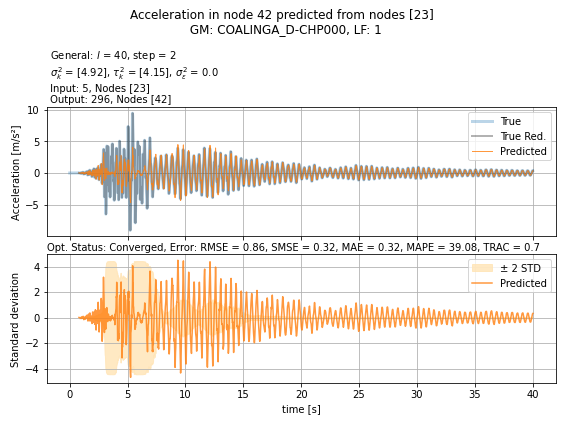 Acceleration in node 42 predicted from nodes [23]
GM: COALINGA_D-CHP000, LF: 1
General: l = 40, step = 2
σ²ₖ = [4.92], τ²ₖ = [4.15], σ²ε = 0.0
Input: 5, Nodes [23]
Output: 296, Nodes [42]
10
5
0
−5
Acceleration [m/s²]
True
True Red.
Predicted
Opt. Status: Converged, Error: RMSE = 0.86, SMSE = 0.32, MAE = 0.32, MAPE = 39.08, TRAC = 0.7
4
2
0
−2
−4
Standard deviation
± 2 STD
Predicted
0 5 10 15 20 25 30 35 40
time [s]